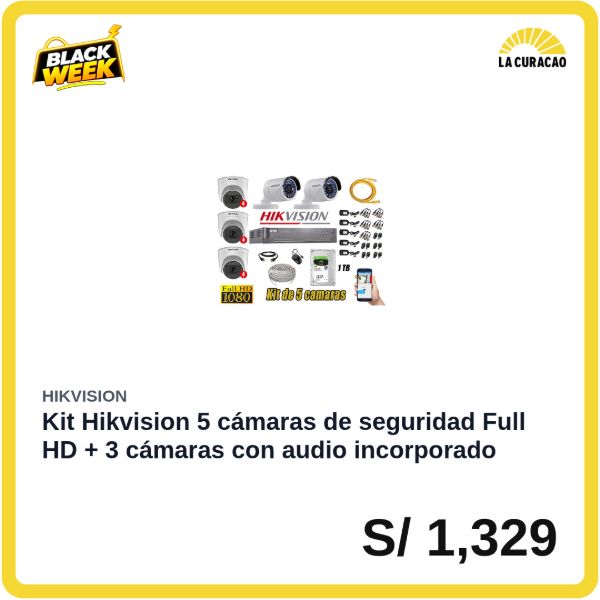 BLACK
WEEK
LA CURACAO
HIKVISION
1 TB
Full HD
1080
Kit de 5 camaras
HIKVISION
Kit Hikvision 5 cámaras de seguridad Full
HD + 3 cámaras con audio incorporado
S/ 1,329